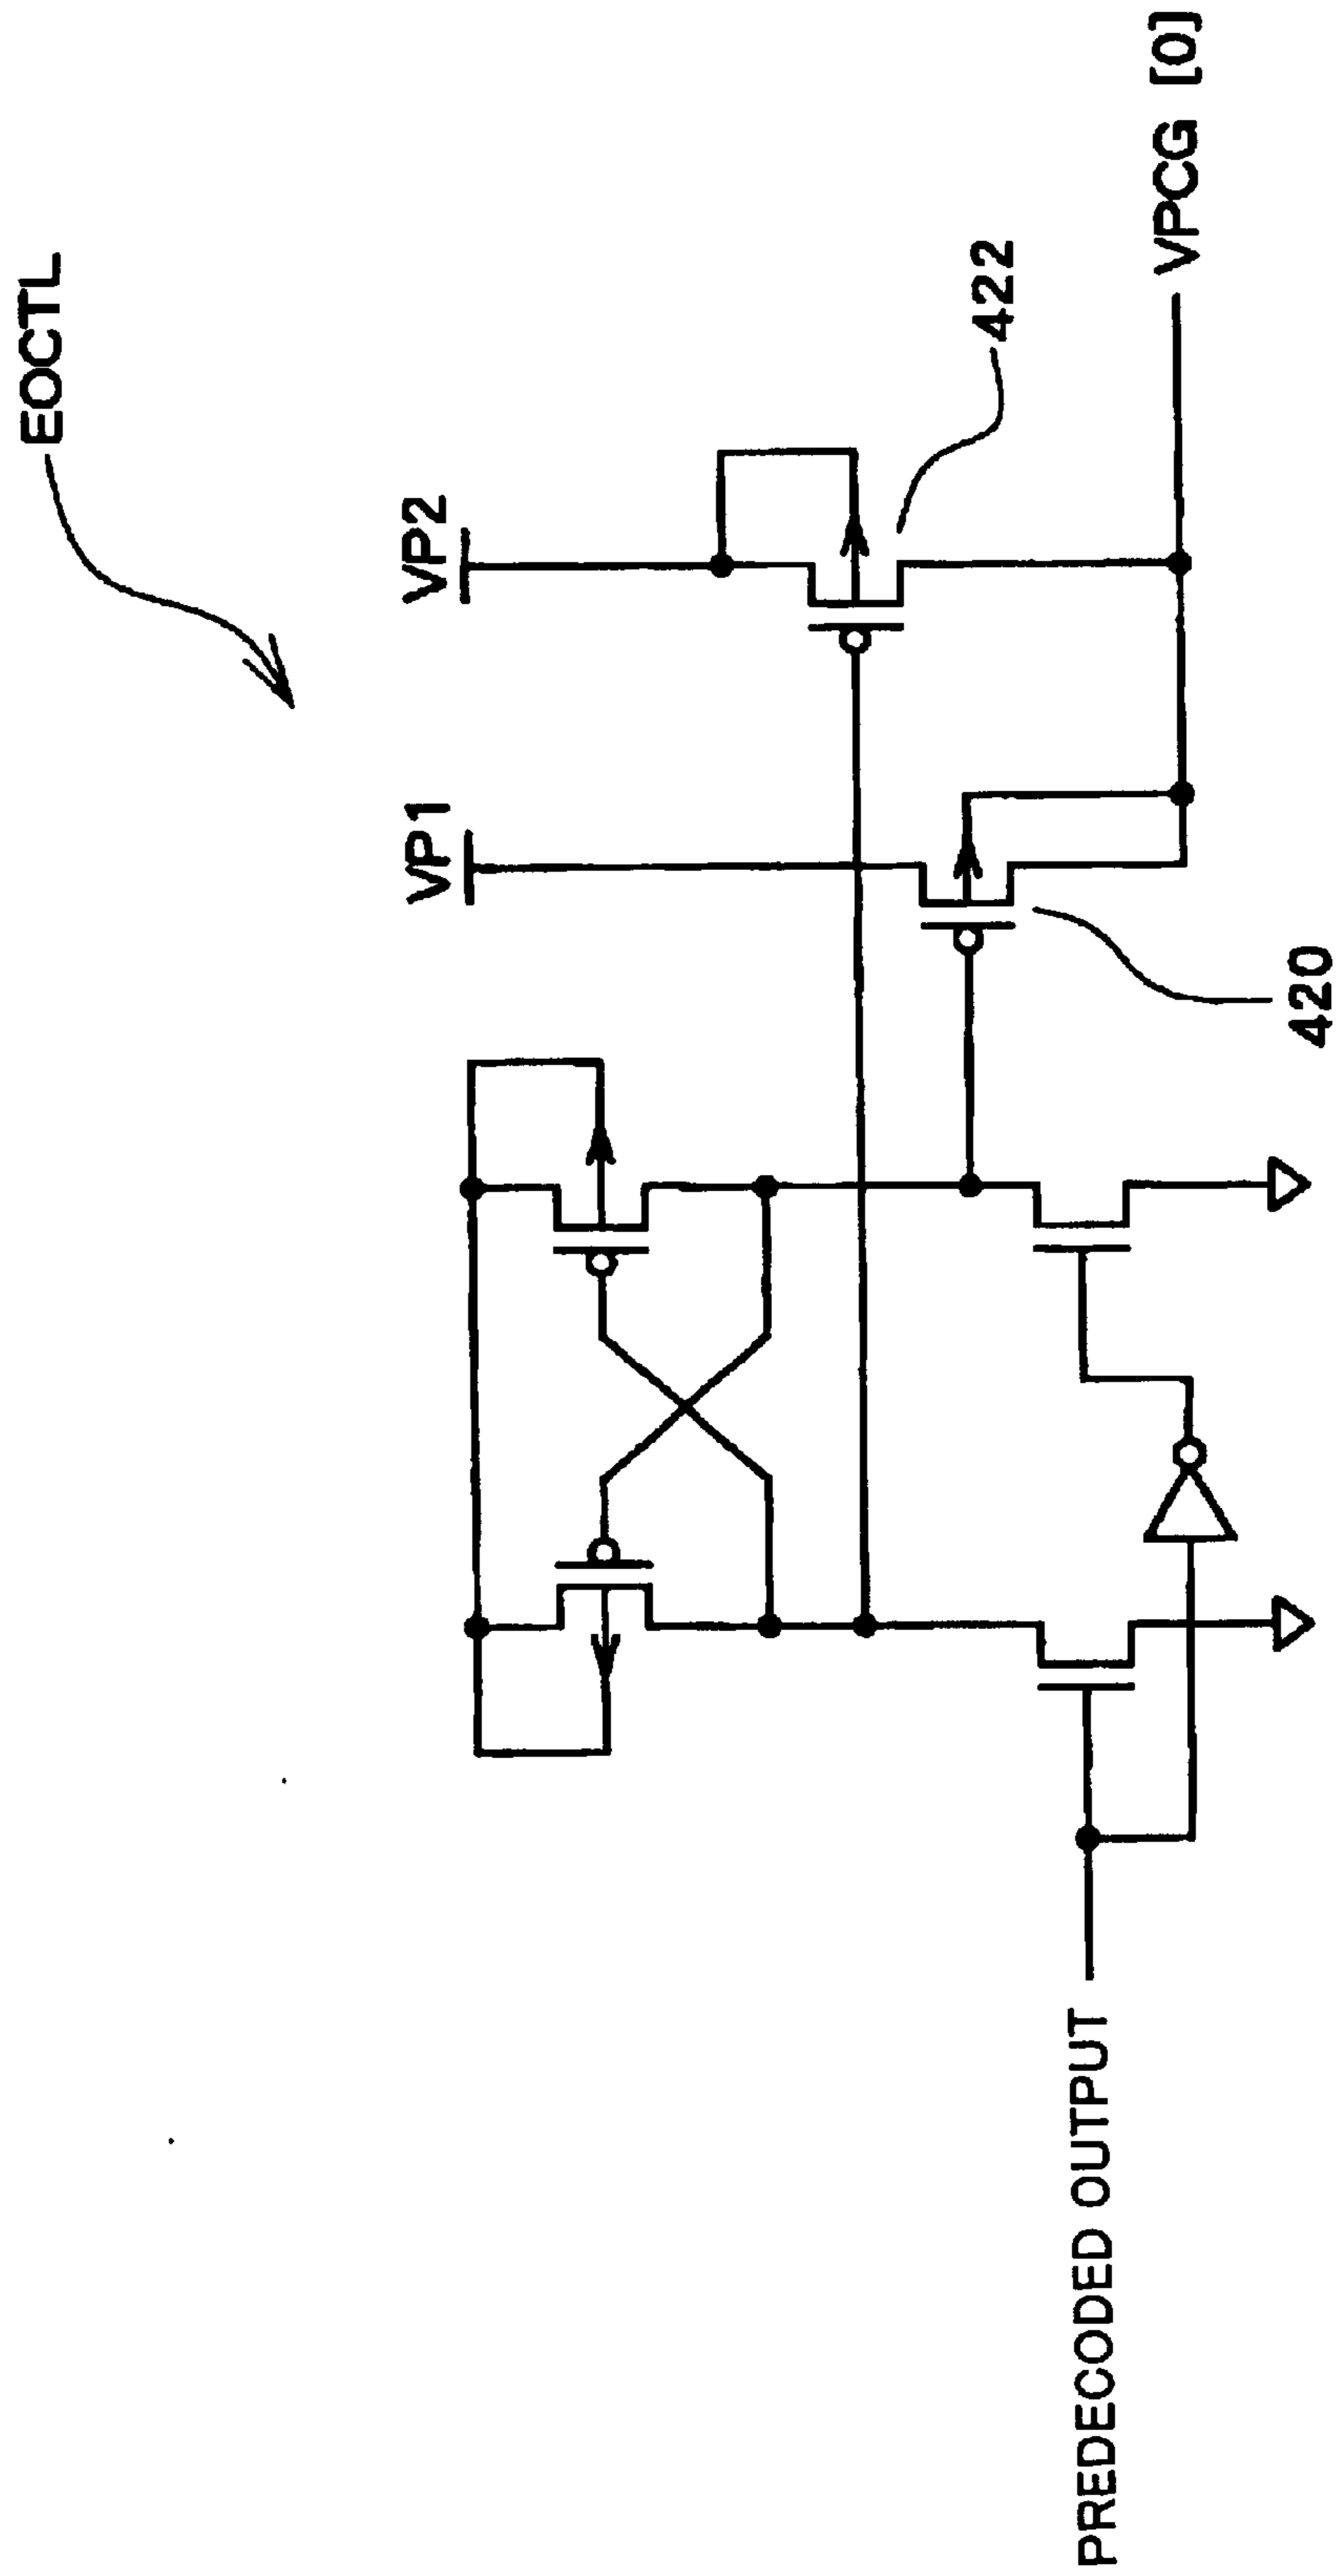 EOCTL
VP1
VP2
422
420
VPCG [0]
PREDECODED OUTPUT